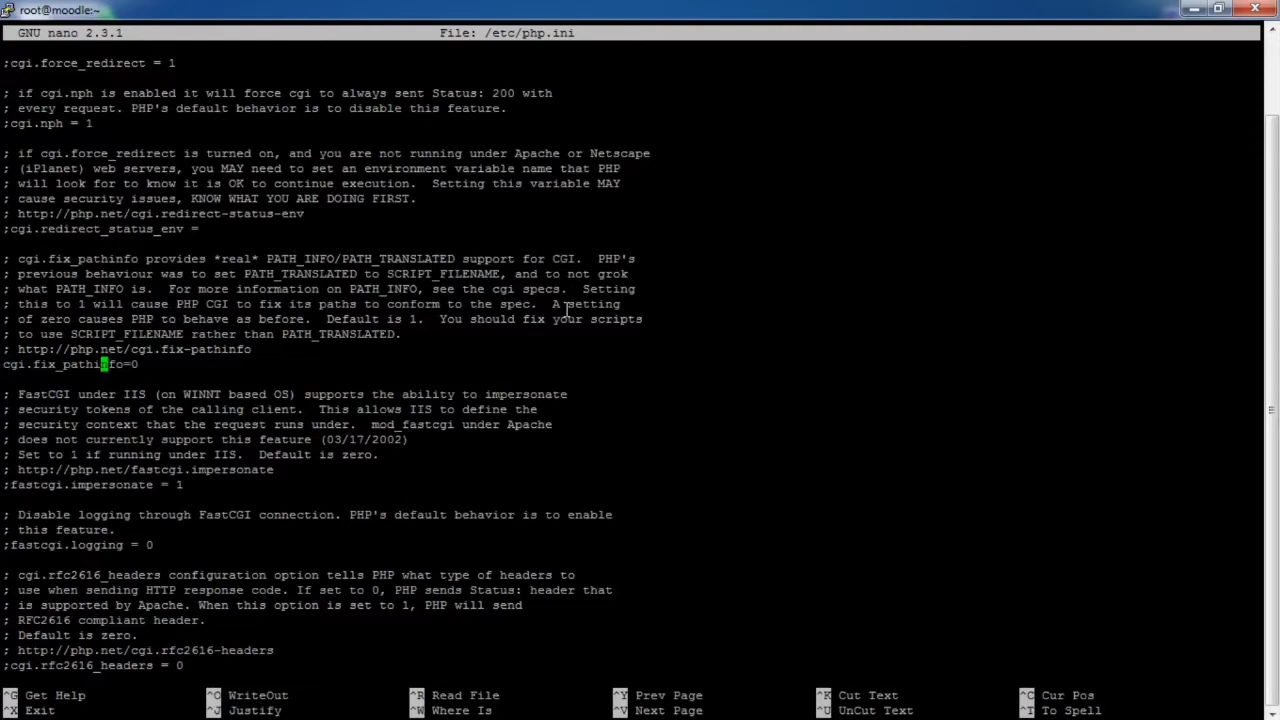 root@moodle:~
GNU nano 2.3.1 File: /etc/php.ini
;cgi.force_redirect = 1
; if cgi.nph is enabled it will force cgi to always sent Status: 200 with
; every request. PHP's default behavior is to disable this feature.
;cgi.nph = 1
; if cgi.force_redirect is turned on, and you are not running under Apache or Netscape
; (iPlanet) web servers, you MAY need to set an environment variable name that PHP
; will look for to know it is OK to continue execution.  Setting this variable MAY
; cause security issues, KNOW WHAT YOU ARE DOING FIRST.
; http://php.net/cgi.redirect-status-env
;cgi.redirect_status_env =
; cgi.fix_pathinfo provides *real* PATH_INFO/PATH_TRANSLATED support for CGI.  PHP's
; previous behaviour was to set PATH_TRANSLATED to SCRIPT_FILENAME, and to not grok
; what PATH_INFO is.  For more information on PATH_INFO, see the cgi specs.  Setting
; this to 1 will cause PHP CGI to fix its paths to conform to the spec.  A setting
; of zero causes PHP to behave as before.  Default is 1.  You should fix your scripts
; to use SCRIPT_FILENAME rather than PATH_TRANSLATED.
; http://php.net/cgi.fix-pathinfo
cgi.fix_pathinfo=0
; FastCGI under IIS (on WINNT based OS) supports the ability to impersonate
; security tokens of the calling client.  This allows IIS to define the
; security context that the request runs under.  mod_fastcgi under Apache
; does not currently support this feature (03/17/2002)
; Set to 1 if running under IIS.  Default is zero.
; http://php.net/fastcgi.impersonate
;fastcgi.impersonate = 1
; Disable logging through FastCGI connection. PHP's default behavior is to enable
; this feature.
;fastcgi.logging = 0
; cgi.rfc2616_headers configuration option tells PHP what type of headers to
; use when sending HTTP response code. If set to 0, PHP sends Status: header that
; is supported by Apache. When this option is set to 1, PHP will send
; RFC2616 compliant header.
; Default is zero.
; http://php.net/cgi.rfc2616-headers
;cgi.rfc2616_headers = 0
^G Get Help ^O WriteOut ^R Read File ^Y Prev Page ^K Cut Text ^C Cur Pos
^X Exit ^J Justify ^W Where Is ^V Next Page ^U UnCut Text ^T To Spell